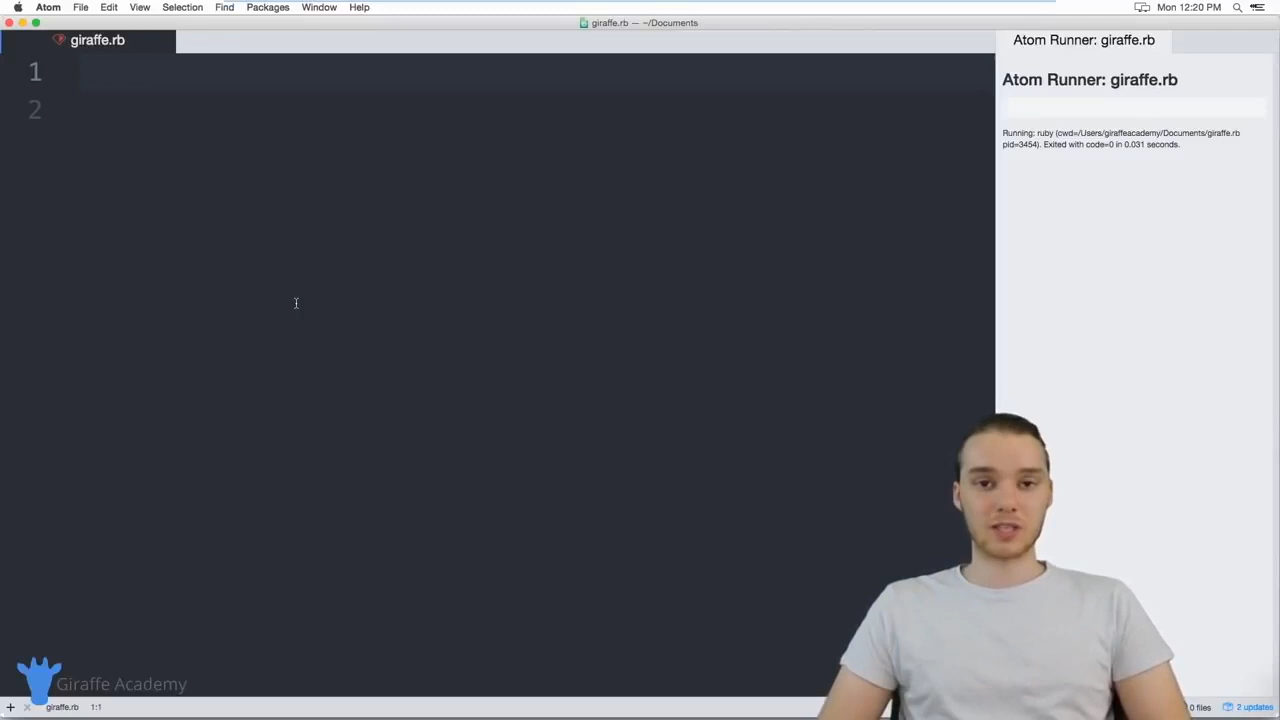 Atom File Edit View Selection Find Packages Window Help
Mon 12:20 PM
giraffe.rb — ~/Documents
giraffe.rb
Atom Runner: giraffe.rb
1
2
Atom Runner: giraffe.rb
Running: ruby (cwd=/Users/giraffeacademy/Documents/giraffe.rb
pid=3454). Exited with code=0 in 0.031 seconds.
Giraffe Academy
+ giraffe.rb 1:1
0 files 2 updates